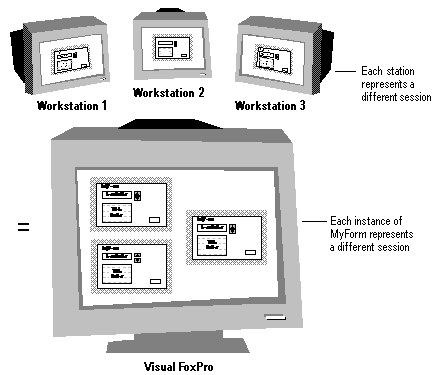 Workstation 1
Workstation 2
Workstation 3
Each station
represents a
different session
=
Each instance of
MyForm represents
a different session
Visual FoxPro